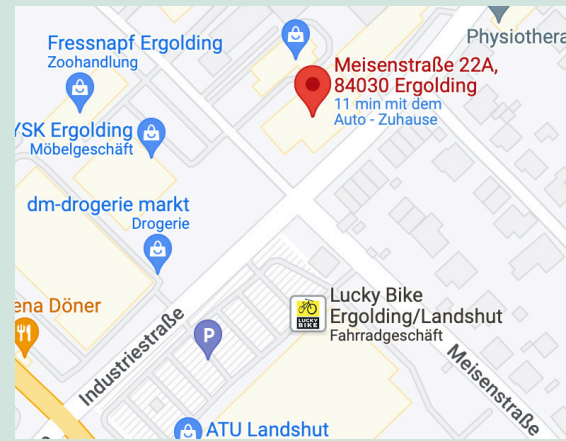 Fressnapf Ergolding
Zoohandlung
Physiothera
Meisenstraße 22A,
84030 Ergolding
11 min mit dem
Auto - Zuhause
YSK Ergolding
Möbelgeschäft
dm-drogerie markt
Drogerie
ena Döner
Industriestraße
P
LUCKY
BIKE
Lucky Bike
Ergolding/Landshut
Fahrradgeschäft
Meisenstraße
ATU Landshut